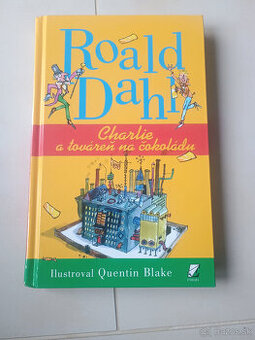 Roald
Dahl
Charlie
a továreň na čokoládu
Ilustroval Quentin Blake